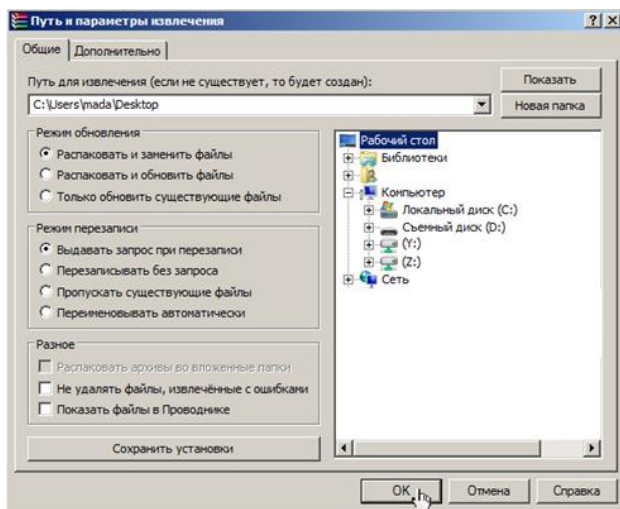 Путь и параметры извлечения
Общие
Дополнительно
Путь для извлечения (если не существует, то будет создан):
Показать
C:\Users\mada\Desktop
Новая папка
Режим обновления
Распаковать и заменить файлы
Распаковать и обновить файлы
Только обновить существующие файлы
Режим перезаписи
Выдавать запрос при перезаписи
Перезаписывать без запроса
Пропускать существующие файлы
Переименовывать автоматически
Разное
Распаковать архивы во вложенные папки
Не удалять файлы, извлечённые с ошибками
Показать файлы в Проводнике
Сохранить установки
Рабочий стол
Библиотеки
Компьютер
Локальный диск (C:)
Съемный диск (D:)
(Y:)
(Z:)
Сеть
OK
Отмена
Справка